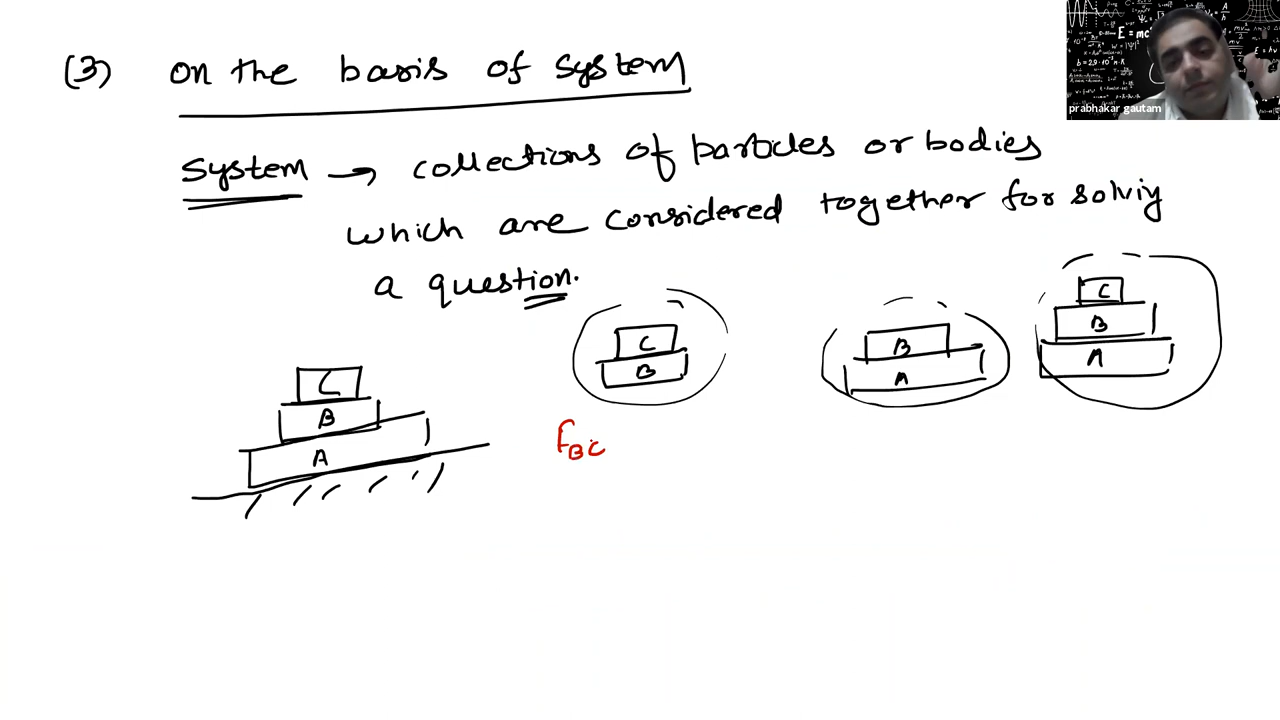 (3) on the basis of system
System → collections of particles or bodies
which are considered together for solving
a question.
C
B
A
C
B
B
A
C
B
A
F_BC
E = mc
prabhakar gautam